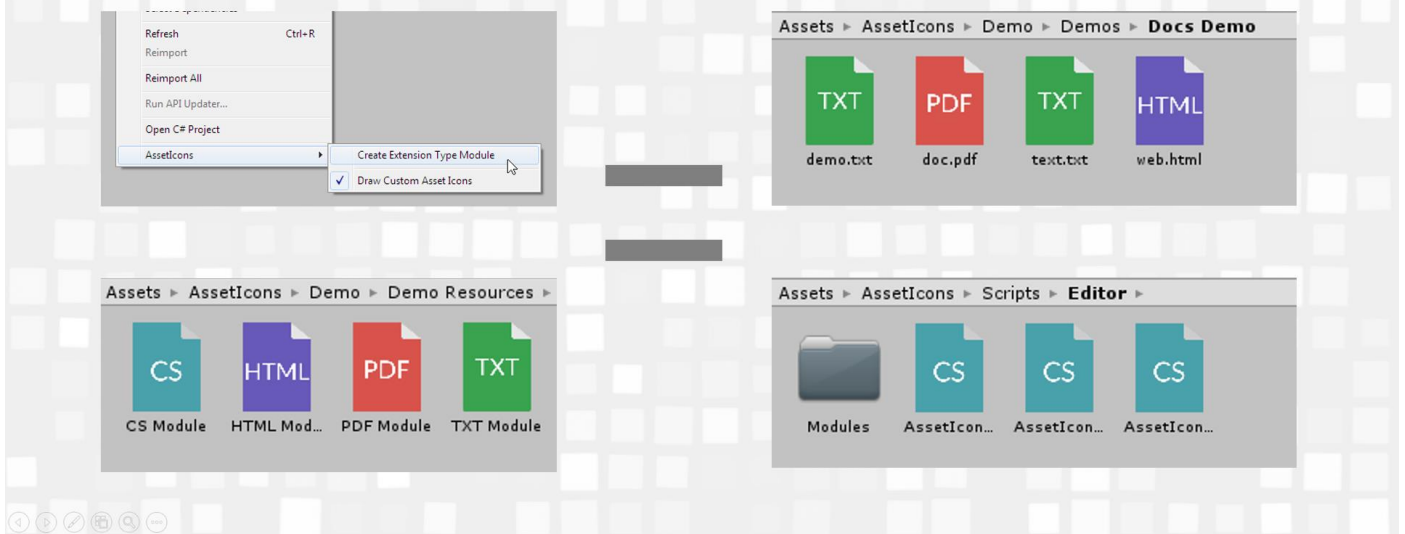 Refresh Ctrl+R
Reimport
Reimport All
Run API Updater...
Open C# Project
AssetIcons
Create Extension Type Module
Draw Custom Asset Icons
Assets ▸ AssetIcons ▸ Demo ▸ Demos ▸ Docs Demo
TXT PDF TXT HTML
demo.txt doc.pdf text.txt web.html
Assets ▸ AssetIcons ▸ Demo ▸ Demo Resources ▸
CS HTML PDF TXT
CS Module HTML Mod... PDF Module TXT Module
Assets ▸ AssetIcons ▸ Scripts ▸ Editor ▸
CS CS CS
Modules AssetIcon... AssetIcon... AssetIcon...